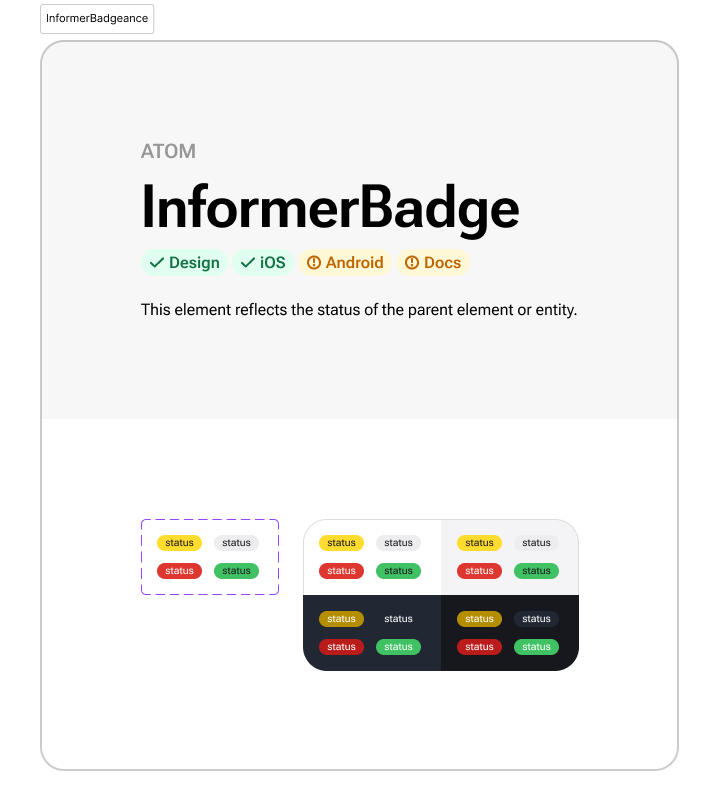 InformerBadgeance
ATOM
InformerBadge
Design iOS Android Docs
This element reflects the status of the parent element or entity.
status status status status status status
status status status status status status
status status status status
status status status status